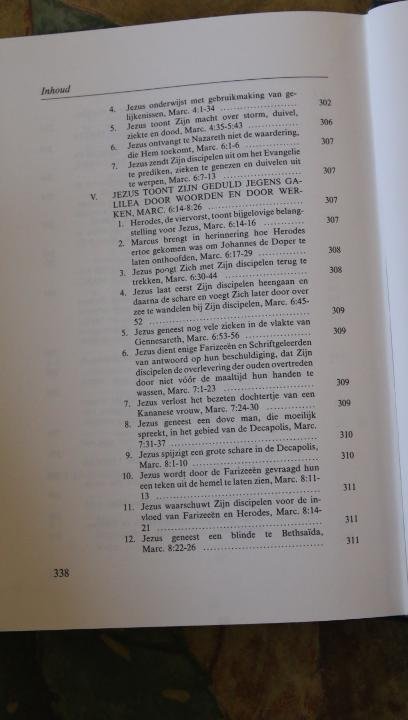 Inhoud
4. Jezus onderwijst met gebruikmaking van ge-
lijkenissen, Marc. 4:1-34 ........................ 302
5. Jezus toont Zijn macht over storm, duivel,
ziekte en dood, Marc. 4:35-5:43 ................ 306
6. Jezus ontvangt te Nazareth niet de waardering,
die Hem toekomt, Marc. 6:1-6 .................. 307
7. Jezus zendt Zijn discipelen uit om het Evangelie
te prediken, zieken te genezen en duivelen uit
te werpen, Marc. 6:7-13 .......................... 307
V. JEZUS TOONT ZIJN GEDULD JEGENS GA-
LILEA DOOR WOORDEN EN DOOR WER-
KEN, MARC. 6:14-8:26 .......................... 307
1. Herodes, de viervorst, toont bijgelovige belang-
stelling voor Jezus, Marc. 6:14-16 .............. 307
2. Marcus brengt in herinnering hoe Herodes
ertoe gekomen was om Johannes de Doper te
laten onthoofden, Marc. 6:17-29 ................ 308
3. Jezus poogt Zich met Zijn discipelen terug te
trekken, Marc. 6:30-44 ............................ 308
4. Jezus laat eerst Zijn discipelen heengaan en
daarna de schare en voegt Zich later door over
zee te wandelen bij Zijn discipelen, Marc. 6:45-
52 .................................................. 309
5. Jezus geneest nog vele zieken in de vlakte van
Gennesareth, Marc. 6:53-56 ...................... 309
6. Jezus dient enige Farizeeën en Schriftgeleerden
van antwoord op hun beschuldiging, dat Zijn
discipelen de overlevering der ouden overtreden
door niet vóór de maaltijd hun handen te
wassen, Marc. 7:1-23 .............................. 309
7. Jezus verlost het bezeten dochtertje van een
Kananese vrouw, Marc. 7:24-30 ................ 309
8. Jezus geneest een dove man, die moeilijk
spreekt, in het gebied van de Decapolis, Marc.
7:31-37 ............................................ 310
9. Jezus spijzigt een grote schare in de Decapolis,
Marc. 8:1-10 ...................................... 310
10. Jezus wordt door de Farizeeën gevraagd hun
een teken uit de hemel te laten zien, Marc. 8:11-
13 .................................................. 311
11. Jezus waarschuwt Zijn discipelen voor de in-
vloed van Farizeeën en Herodes, Marc. 8:14-
21 .................................................. 311
12. Jezus geneest een blinde te Bethsaïda,
Marc. 8:22-26 .................................... 311
338